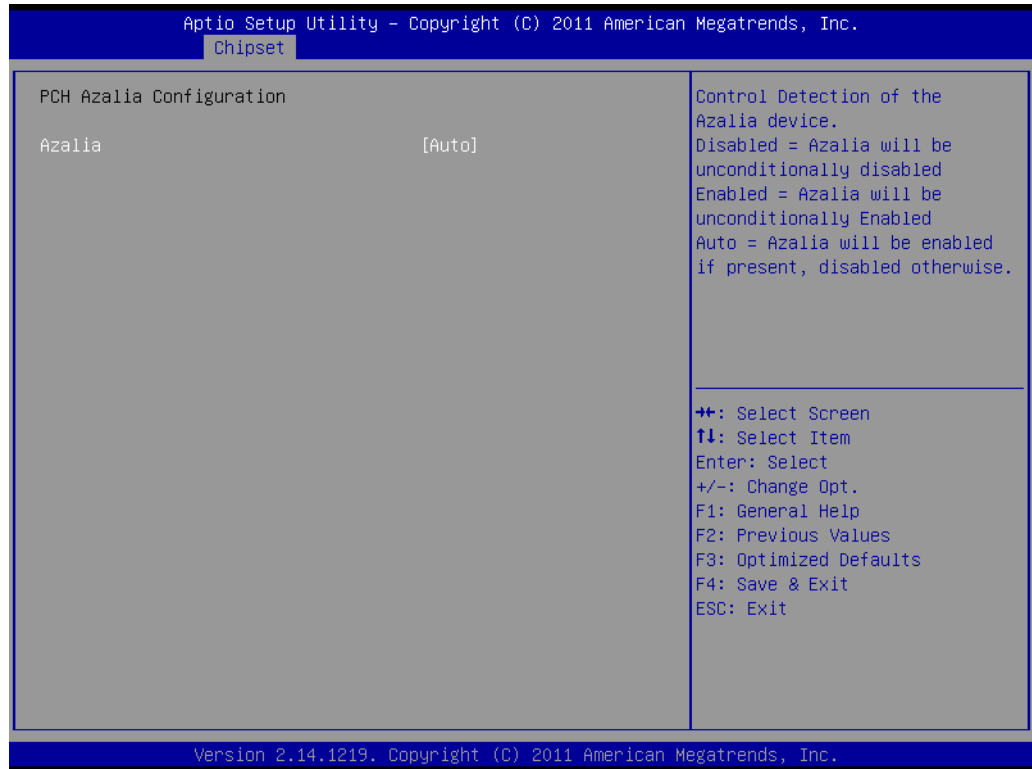 Aptio Setup Utility – Copyright (C) 2011 American Megatrends, Inc.
Chipset
PCH Azalia Configuration
Azalia [Auto]
Control Detection of the
Azalia device.
Disabled = Azalia will be
unconditionally disabled
Enabled = Azalia will be
unconditionally Enabled
Auto = Azalia will be enabled
if present, disabled otherwise.
→←: Select Screen
↑↓: Select Item
Enter: Select
+/-: Change Opt.
F1: General Help
F2: Previous Values
F3: Optimized Defaults
F4: Save & Exit
ESC: Exit
Version 2.14.1219. Copyright (C) 2011 American Megatrends, Inc.